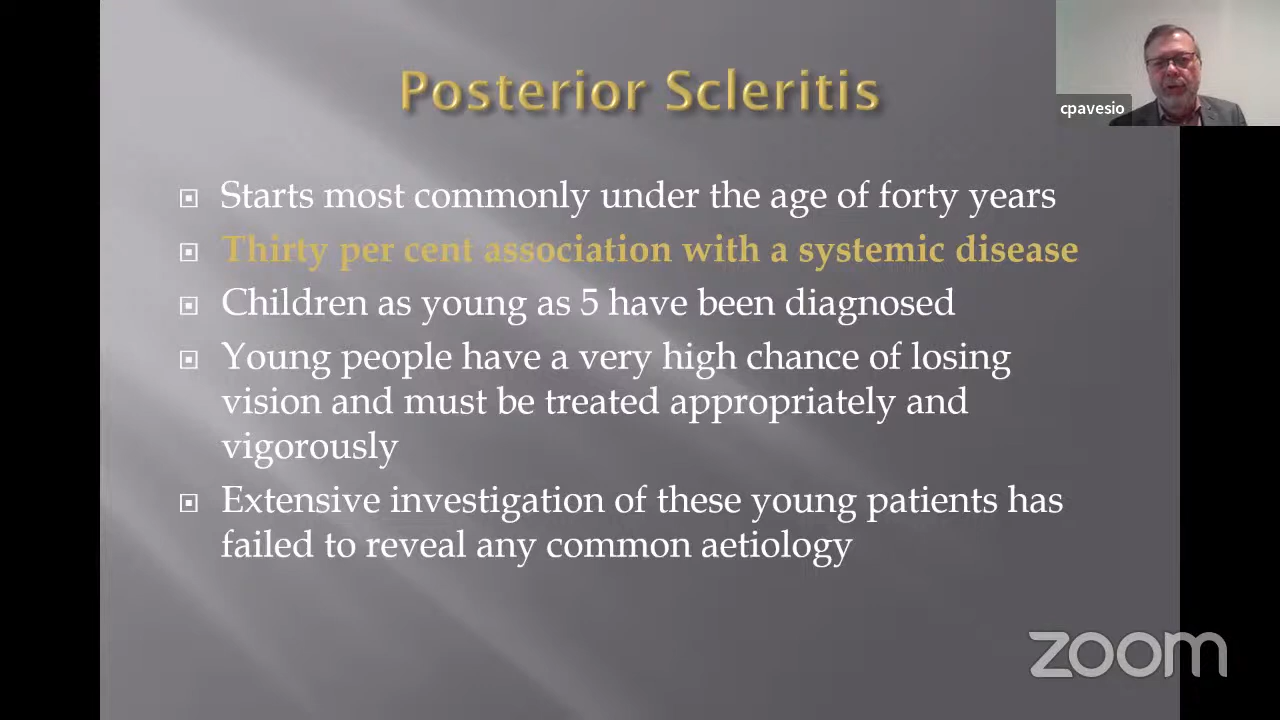 Posterior Scleritis
cpavesio
Starts most commonly under the age of forty years
Thirty per cent association with a systemic disease
Children as young as 5 have been diagnosed
Young people have a very high chance of losing
vision and must be treated appropriately and
vigorously
Extensive investigation of these young patients has
failed to reveal any common aetiology
zoom